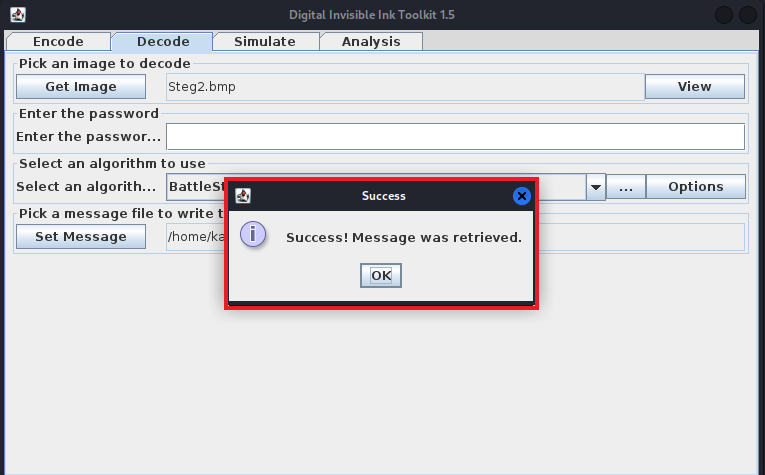 Digital Invisible Ink Toolkit 1.5
Encode Decode Simulate Analysis
Pick an image to decode
Get Image Steg2.bmp View
Enter the password
Enter the passwor...
Select an algorithm to use
Select an algorith... BattleSt ... Options
Success
Pick a message file to write t
Set Message /home/ka
Success! Message was retrieved.
OK